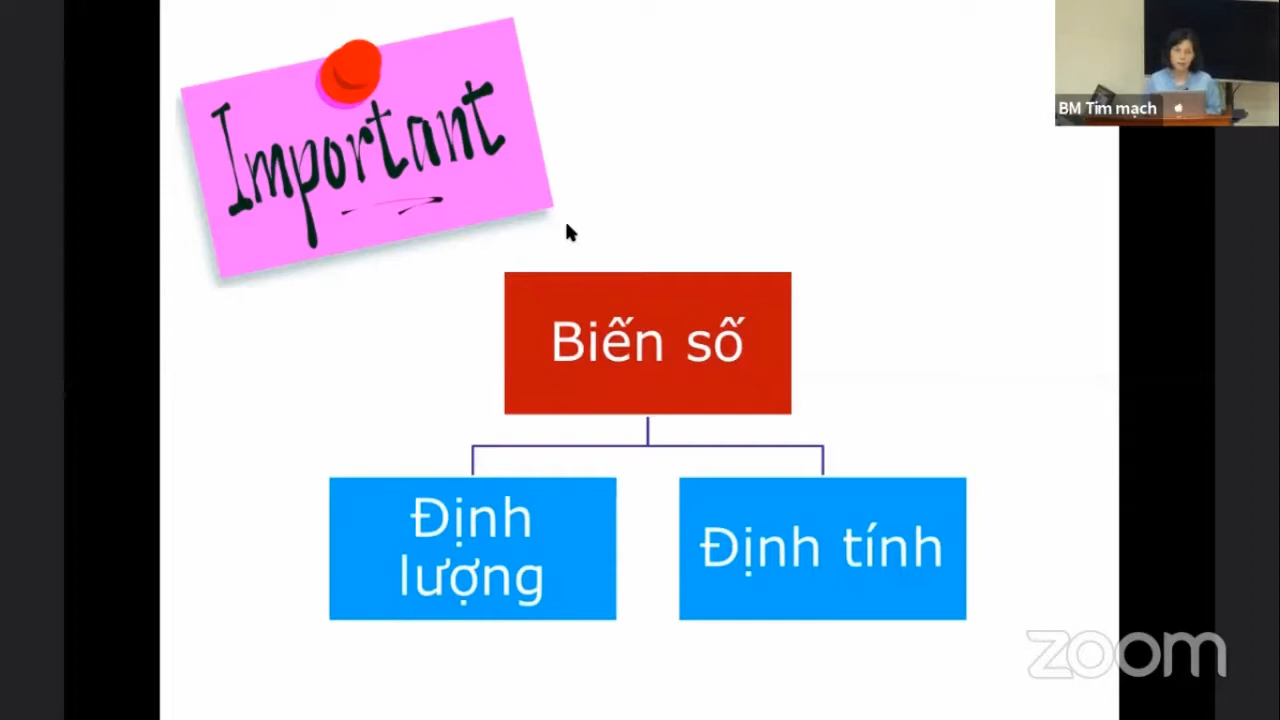 Important
BM Tim mạch
Biến số
Định
lượng
Định tính
zoom